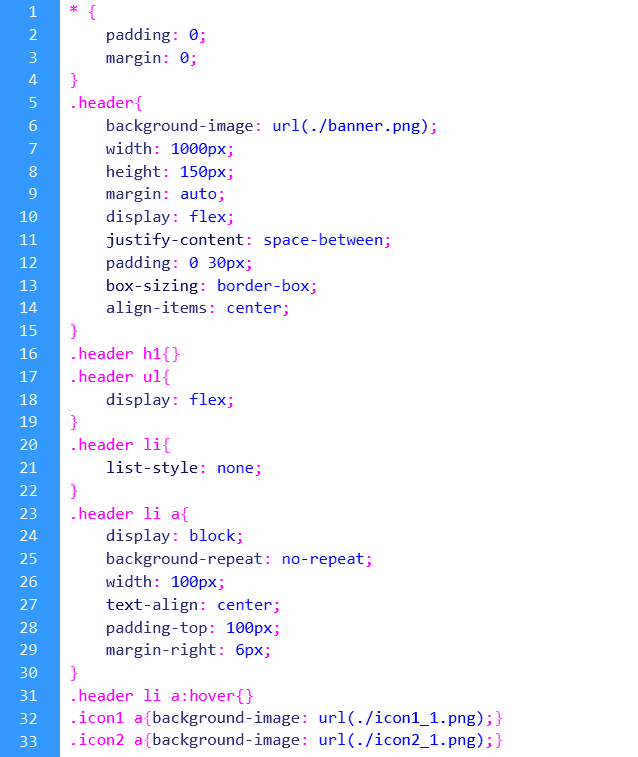 1 * {
2     padding: 0;
3     margin: 0;
4 }
5 .header{
6     background-image: url(./banner.png);
7     width: 1000px;
8     height: 150px;
9     margin: auto;
10     display: flex;
11     justify-content: space-between;
12     padding: 0 30px;
13     box-sizing: border-box;
14     align-items: center;
15 }
16 .header h1{}
17 .header ul{
18     display: flex;
19 }
20 .header li{
21     list-style: none;
22 }
23 .header li a{
24     display: block;
25     background-repeat: no-repeat;
26     width: 100px;
27     text-align: center;
28     padding-top: 100px;
29     margin-right: 6px;
30 }
31 .header li a:hover{}
32 .icon1 a{background-image: url(./icon1_1.png);}
33 .icon2 a{background-image: url(./icon2_1.png);}